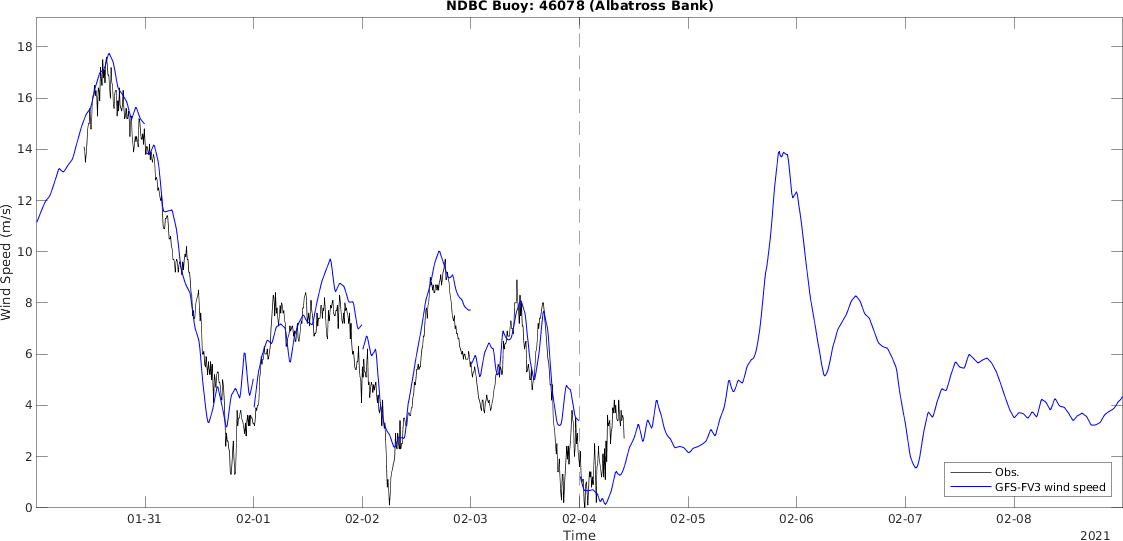 NDBC Buoy: 46078 (Albatross Bank)
18
16
14
12
10
8
6
4
2
0
Wind Speed (m/s)
Obs.
GFS-FV3 wind speed
01-31 02-01 02-02 02-03 02-04 02-05 02-06 02-07 02-08
Time
2021